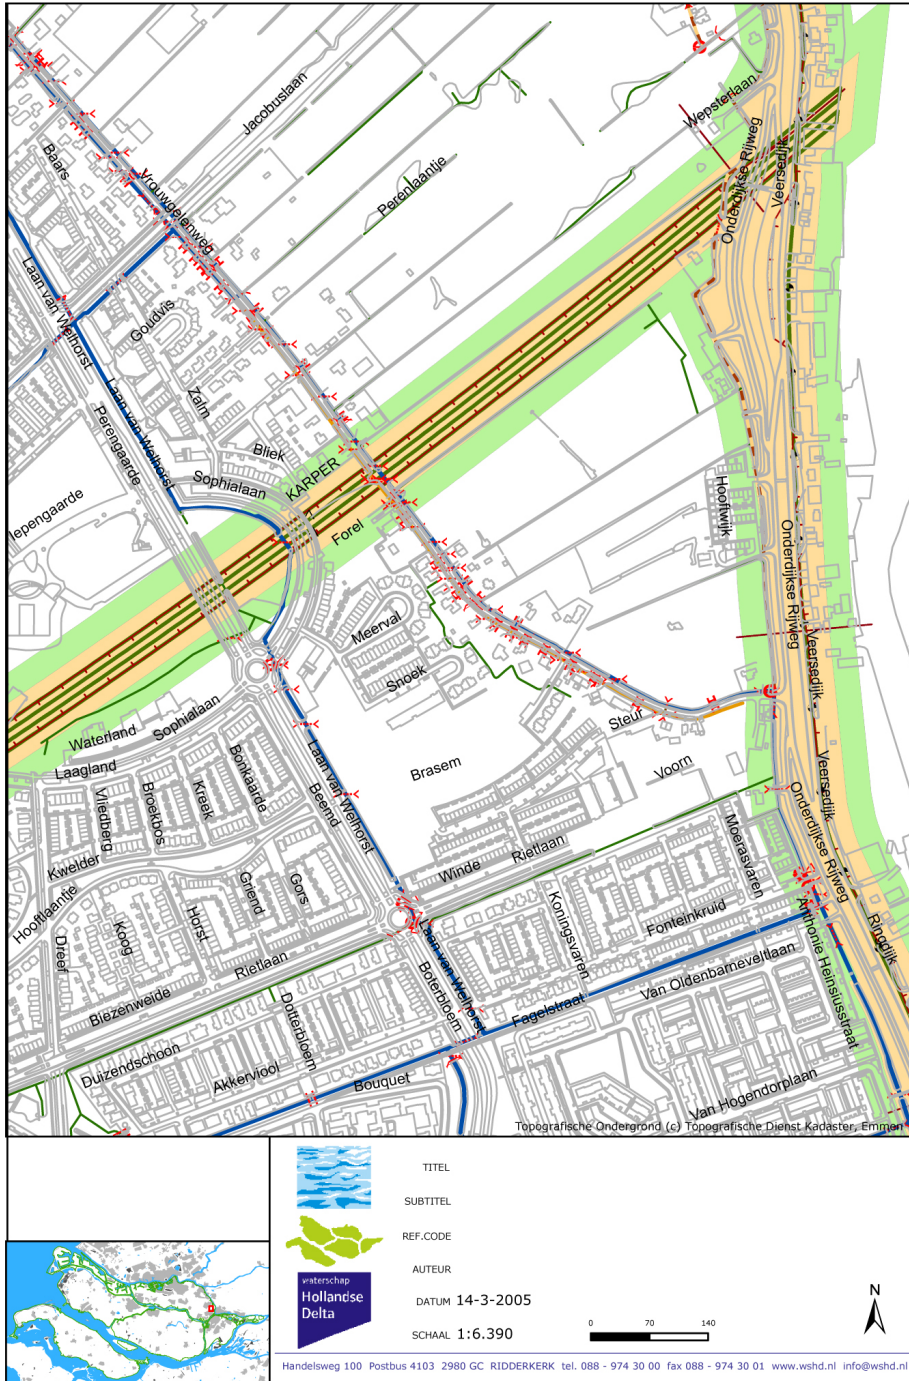 Jacobuslaan
Wepsterlaan
Baars
Vrouwgelenweg
Perenlaantje
Onderdijkse Rijweg
Veersedijk
Laan van Welhorst
Goudvis
Laan van Welhorst
Zalm
Perengaarde
Bliek
Sophialaan
KARPER
Forel
Iepengaarde
Hooftwijk
Onderdijkse Rijweg
Veersedijk
Meerval
Snoek
Steur
Waterland
Sophialaan
Laagland
Vliedberg
Broekbos
Kreek
Bonkaarde
Beemd
Laan van Welhorst
Brasem
Voorn
Veersedijk
Onderdijkse Rijweg
Moerasvaren
Kwelder
Winde
Rietlaan
Hooftlaantje
Dreef
Koog
Horst
Griend
Gors
Rietlaan
Koningsvaren
Fonteinkruid
Anthonie Heinsiusstraat
Ringdijk
Laan van Welhorst
Boterbloem
Fagelstraat
Van Oldenbarneveltlaan
Biezenweide
Dotterbloem
Duizendschoon
Akkerviool
Bouquet
Van Hogendorplaan
Topografische Ondergrond (c) Topografische Dienst Kadaster, Emmen
TITEL
SUBTITEL
REF.CODE
AUTEUR
waterschap
Hollandse
Delta
DATUM 14-3-2005
SCHAAL 1:6.390
0 70 140
N
Handelsweg 100 Postbus 4103 2980 GC RIDDERKERK tel. 088 - 974 30 00 fax 088 - 974 30 01 www.wshd.nl info@wshd.nl